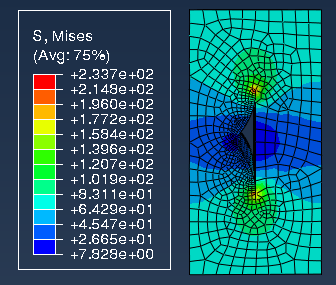 S, Mises
(Avg: 75%)
+2.337e+02
+2.148e+02
+1.960e+02
+1.772e+02
+1.584e+02
+1.396e+02
+1.207e+02
+1.019e+02
+8.311e+01
+6.429e+01
+4.547e+01
+2.665e+01
+7.828e+00